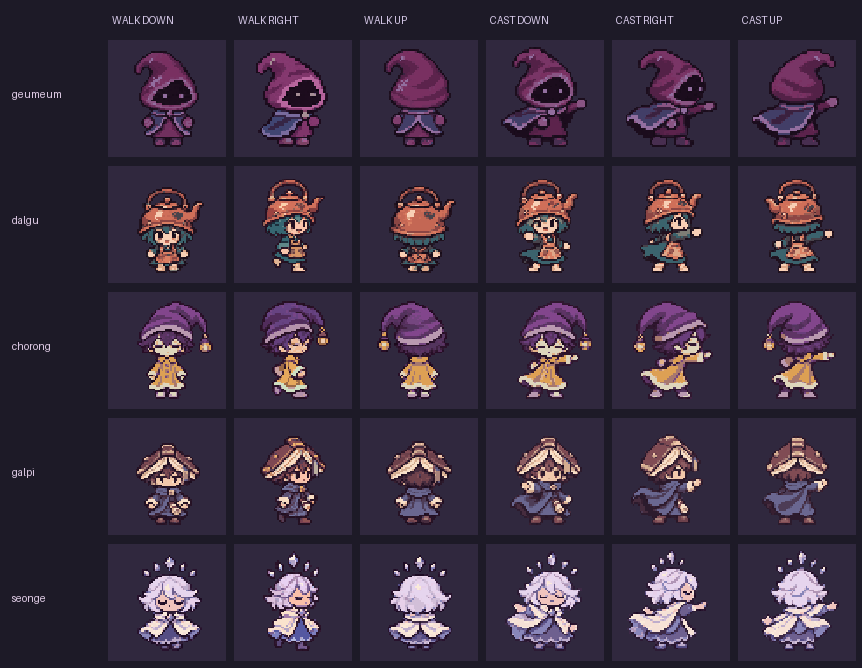 WALK DOWN WALK RIGHT WALK UP CAST DOWN CAST RIGHT CAST UP
geumeum
dalgu
chorong
galpi
seonge